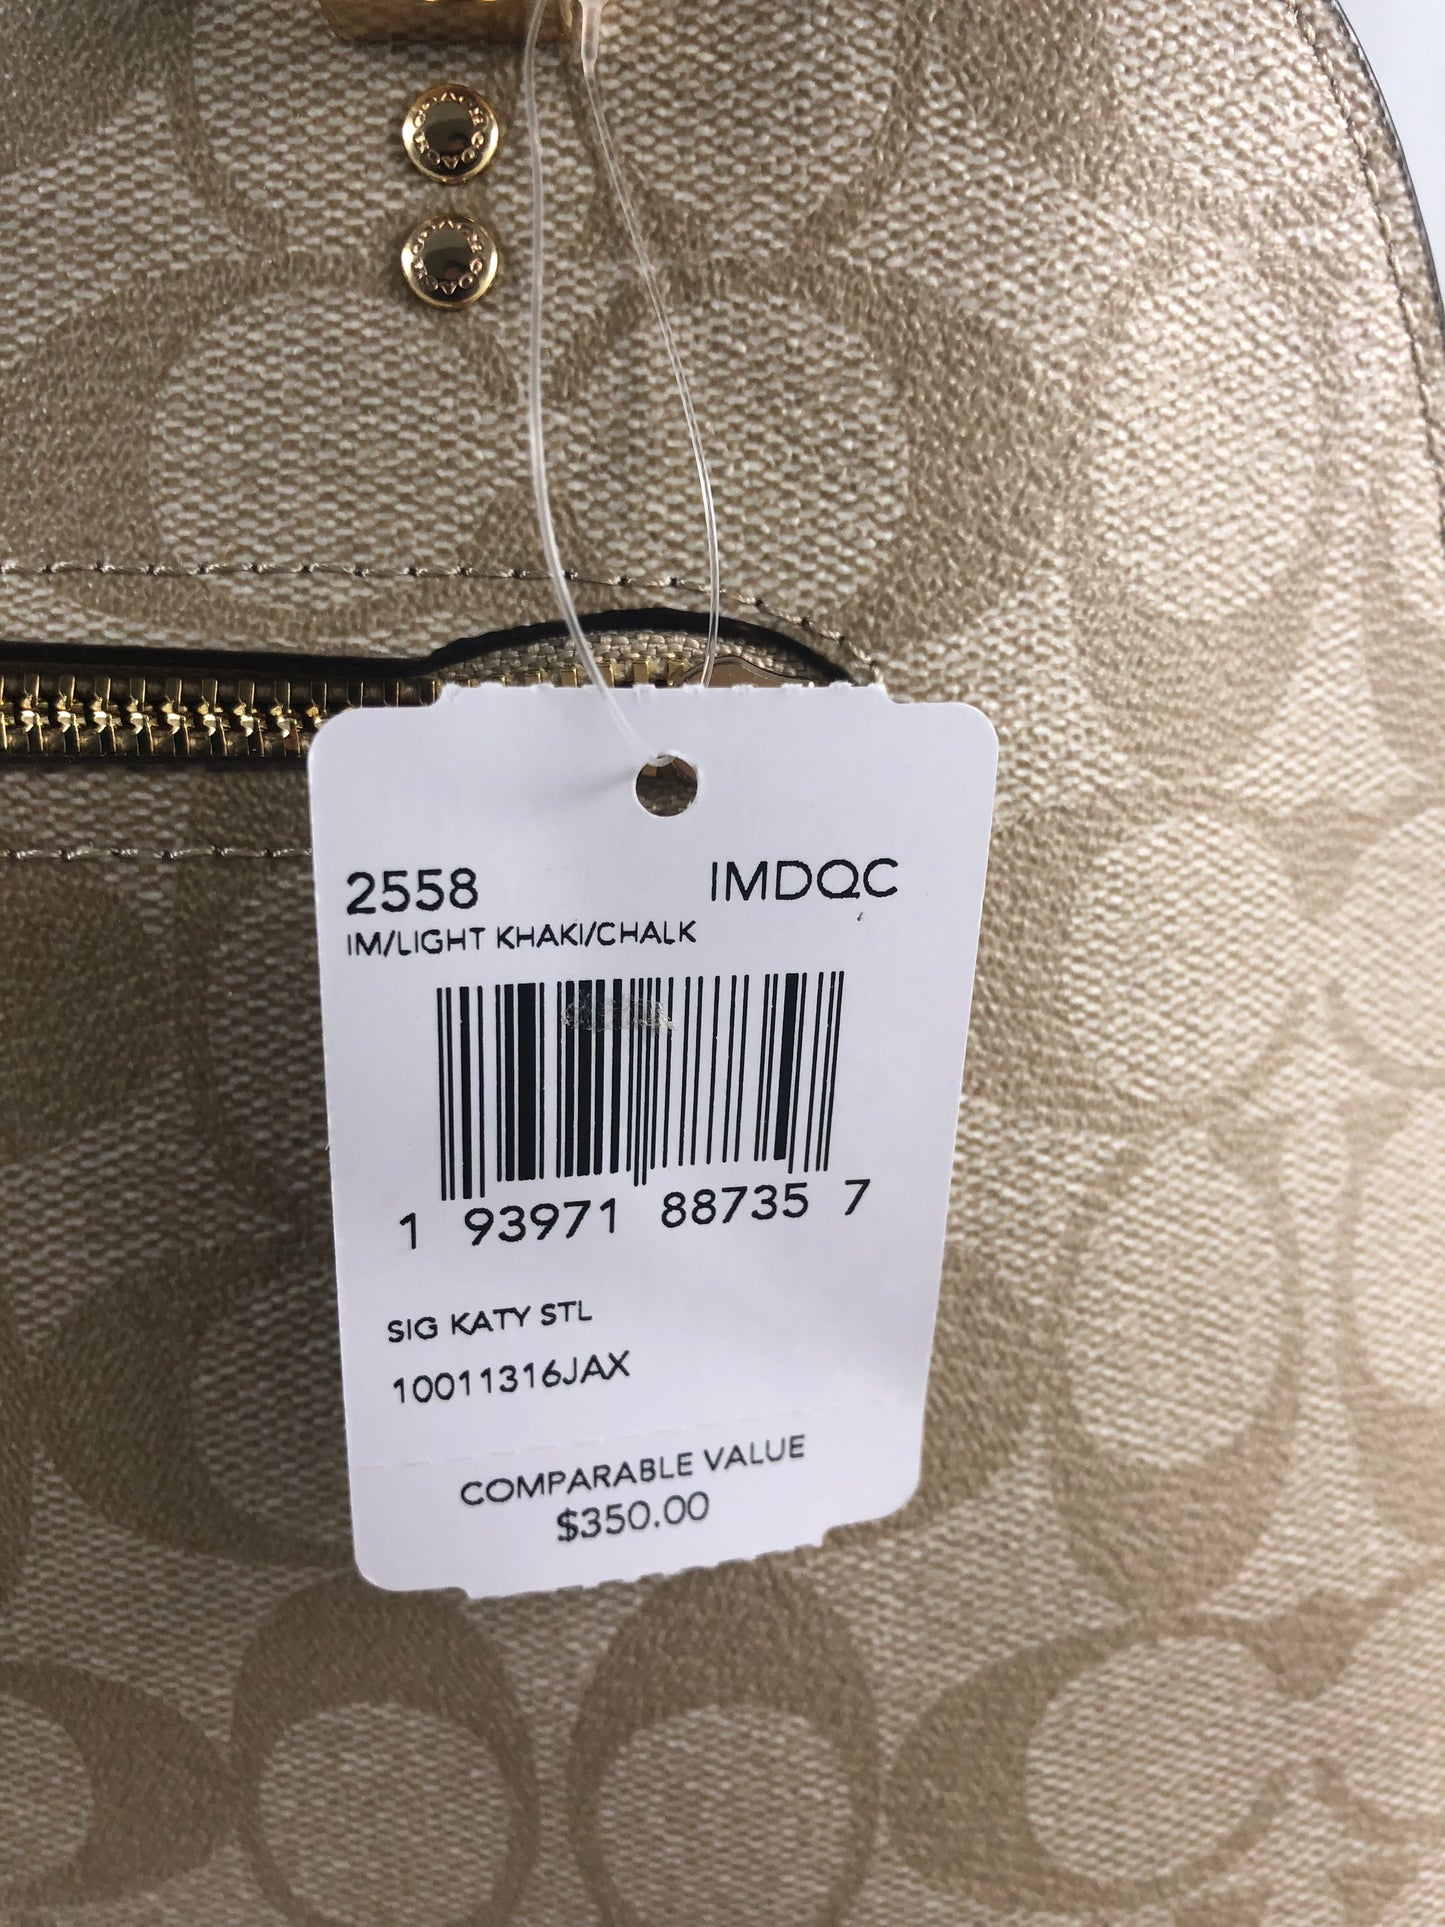 2558 IMDQC
IM/LIGHT KHAKI/CHALK
1 93971 88735 7
SIG KATY STL
10011316JAX
COMPARABLE VALUE
$350.00